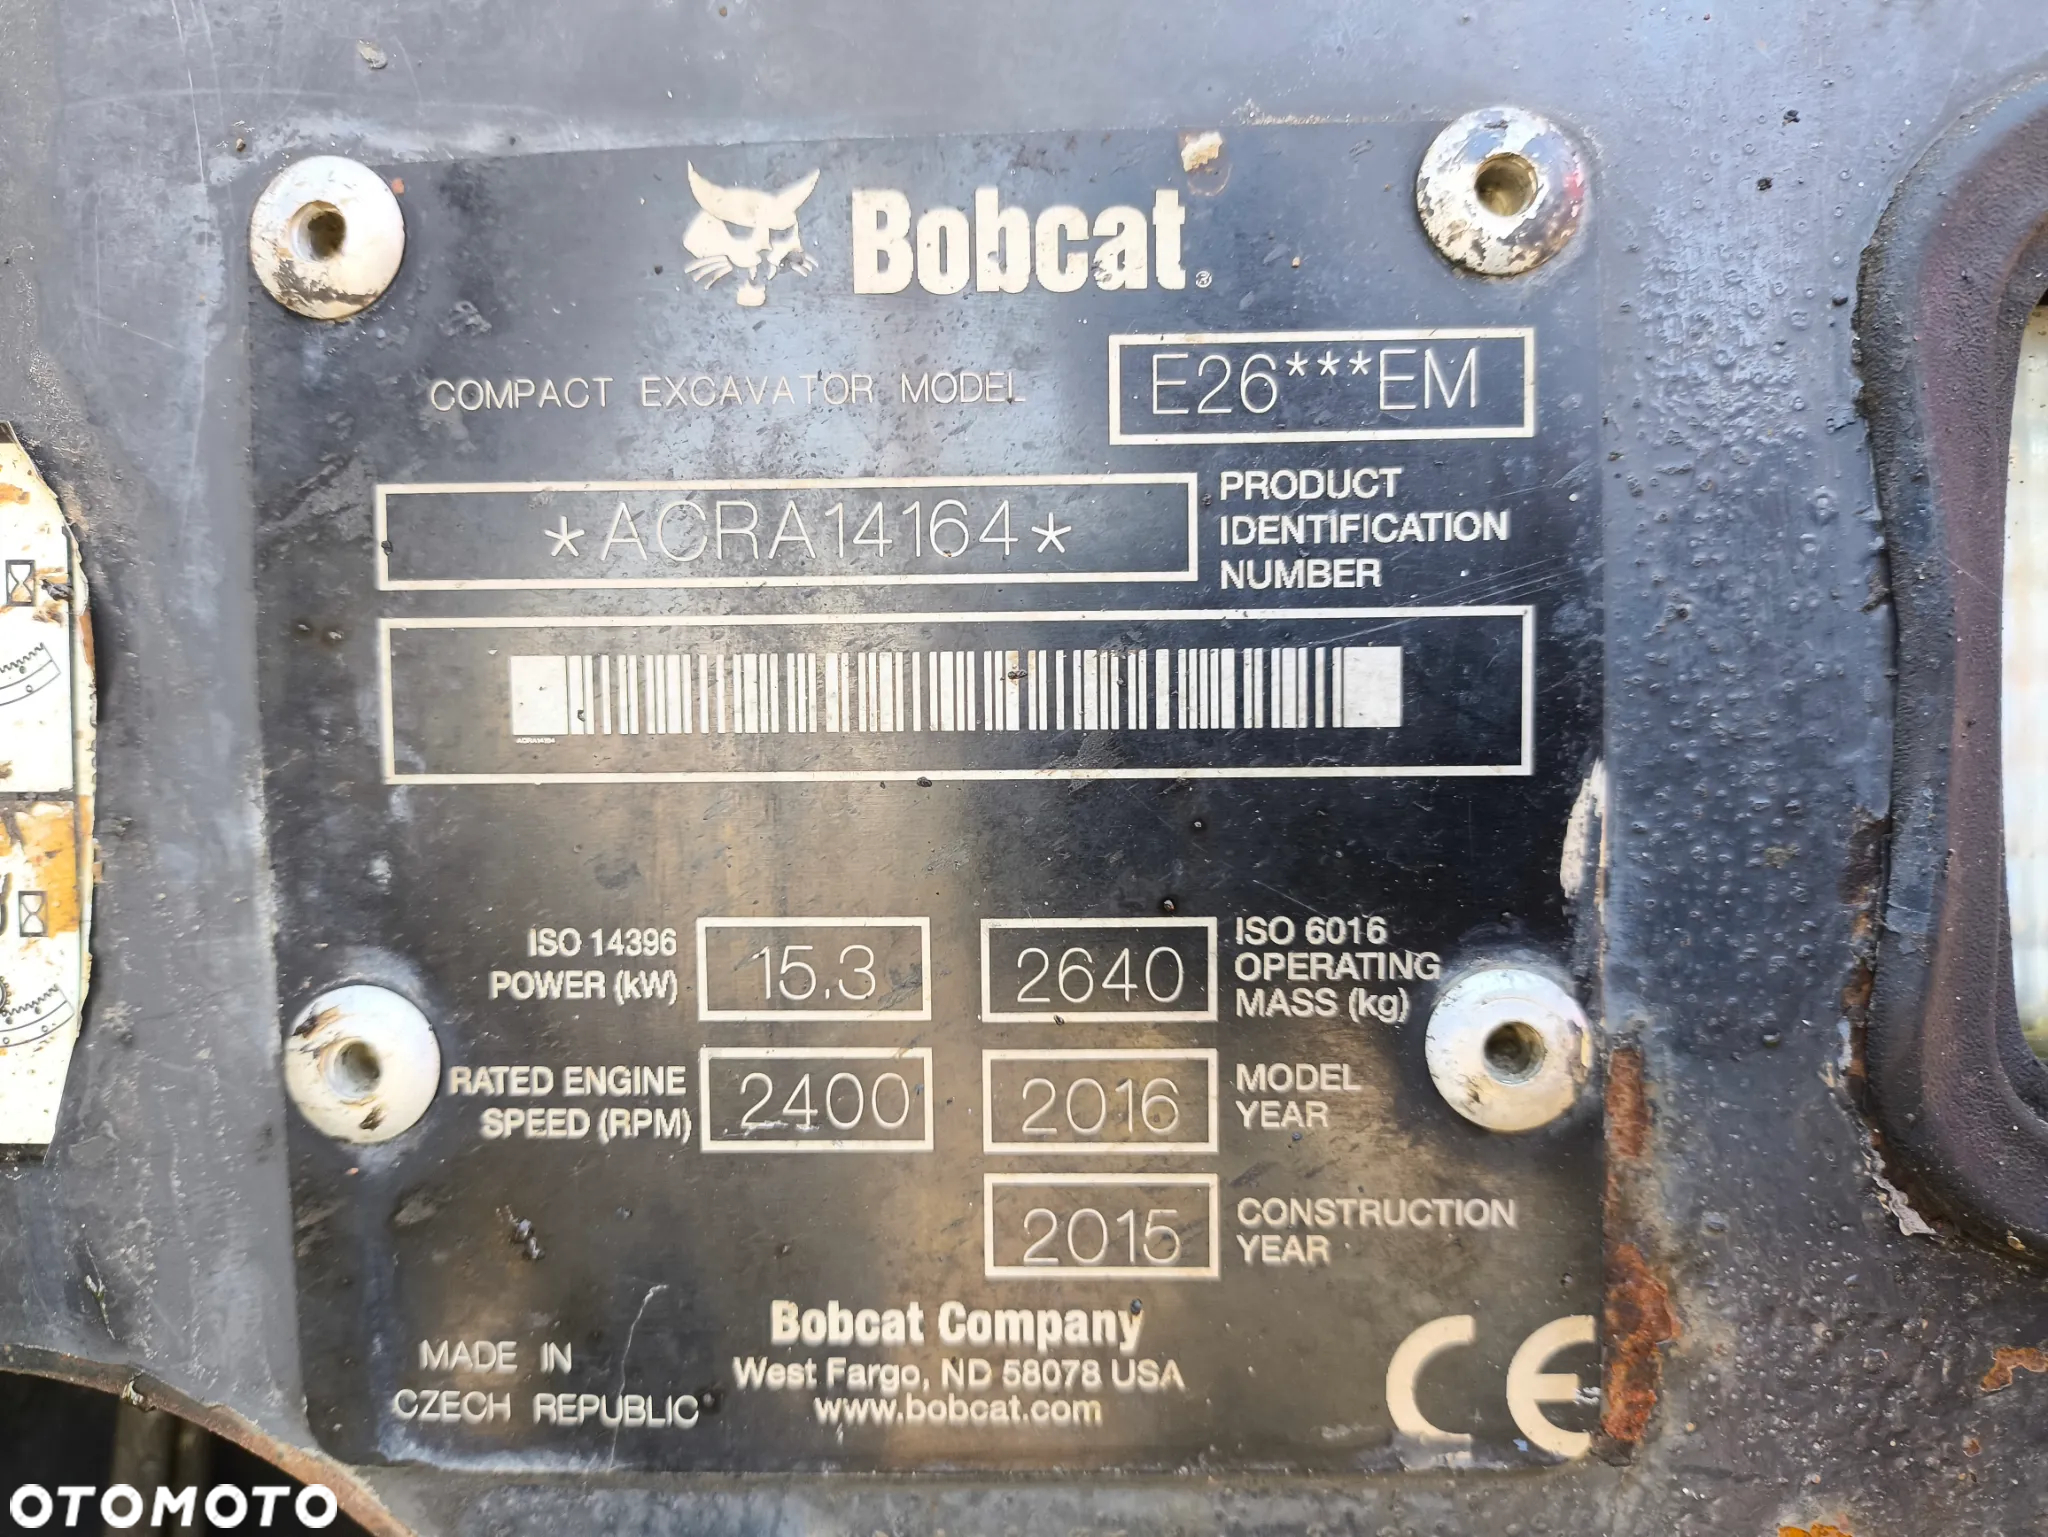 Bobcat®
COMPACT EXCAVATOR MODEL E26***EM
*ACRA14164* PRODUCT
IDENTIFICATION
NUMBER
ACRA14164
ISO 14396
POWER (kW) 15.3
2640 ISO 6016
OPERATING
MASS (kg)
RATED ENGINE
SPEED (RPM) 2400
2016 MODEL
YEAR
2015 CONSTRUCTION
YEAR
MADE IN
CZECH REPUBLIC
Bobcat Company
West Fargo, ND 58078 USA
www.bobcat.com
CE
OTOMOTO